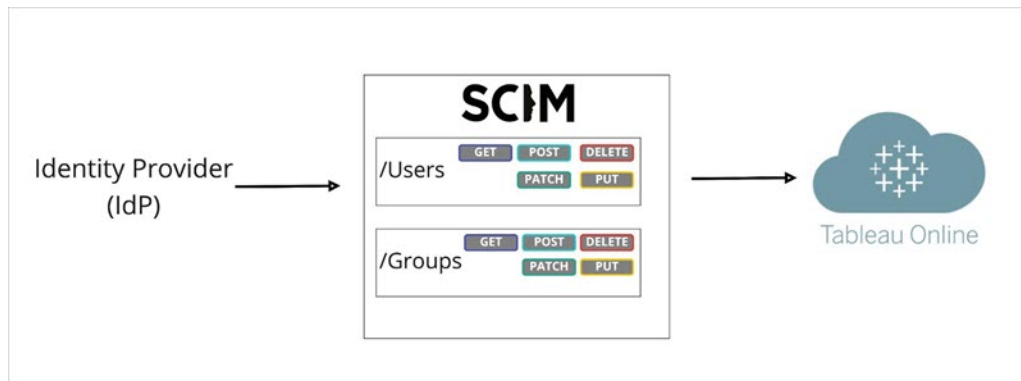 SCIM
GET POST DELETE
/Users
PATCH PUT
Identity Provider
(IdP)
GET POST DELETE
/Groups
PATCH PUT
Tableau Online